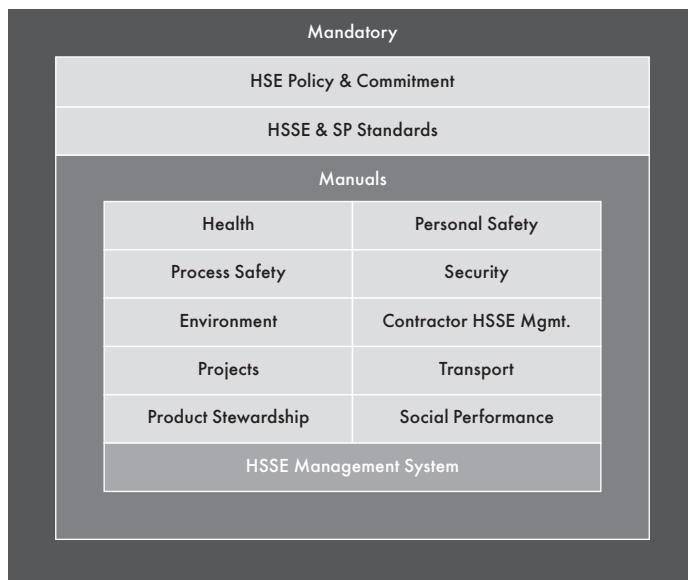 Mandatory
HSE Policy & Commitment
HSSE & SP Standards
Manuals
Health
Personal Safety
Process Safety
Security
Environment
Contractor HSSE Mgmt.
Projects
Transport
Product Stewardship
Social Performance
HSSE Management System